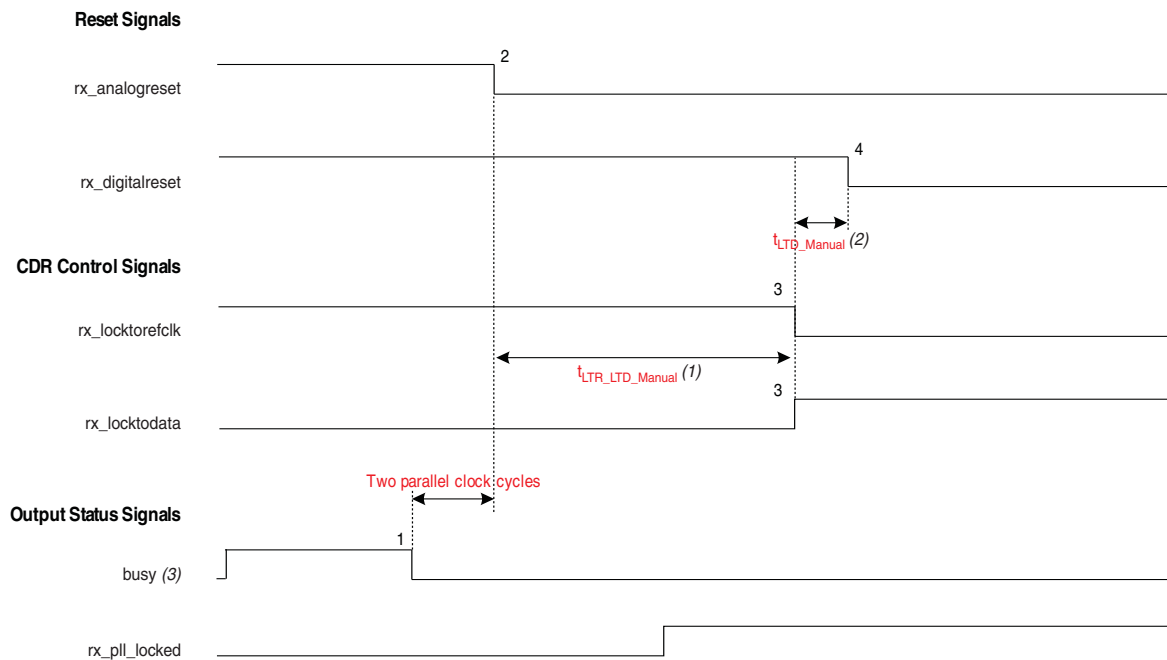 Reset Signals
2
rx_analogreset
4
rx_digitalreset
tLTD_Manual (2)
CDR Control Signals
3
rx_locktorefclk
tLTR_LTD_Manual (1)
3
rx_locktodata
Two parallel clock cycles
Output Status Signals
1
busy (3)
rx_pll_locked